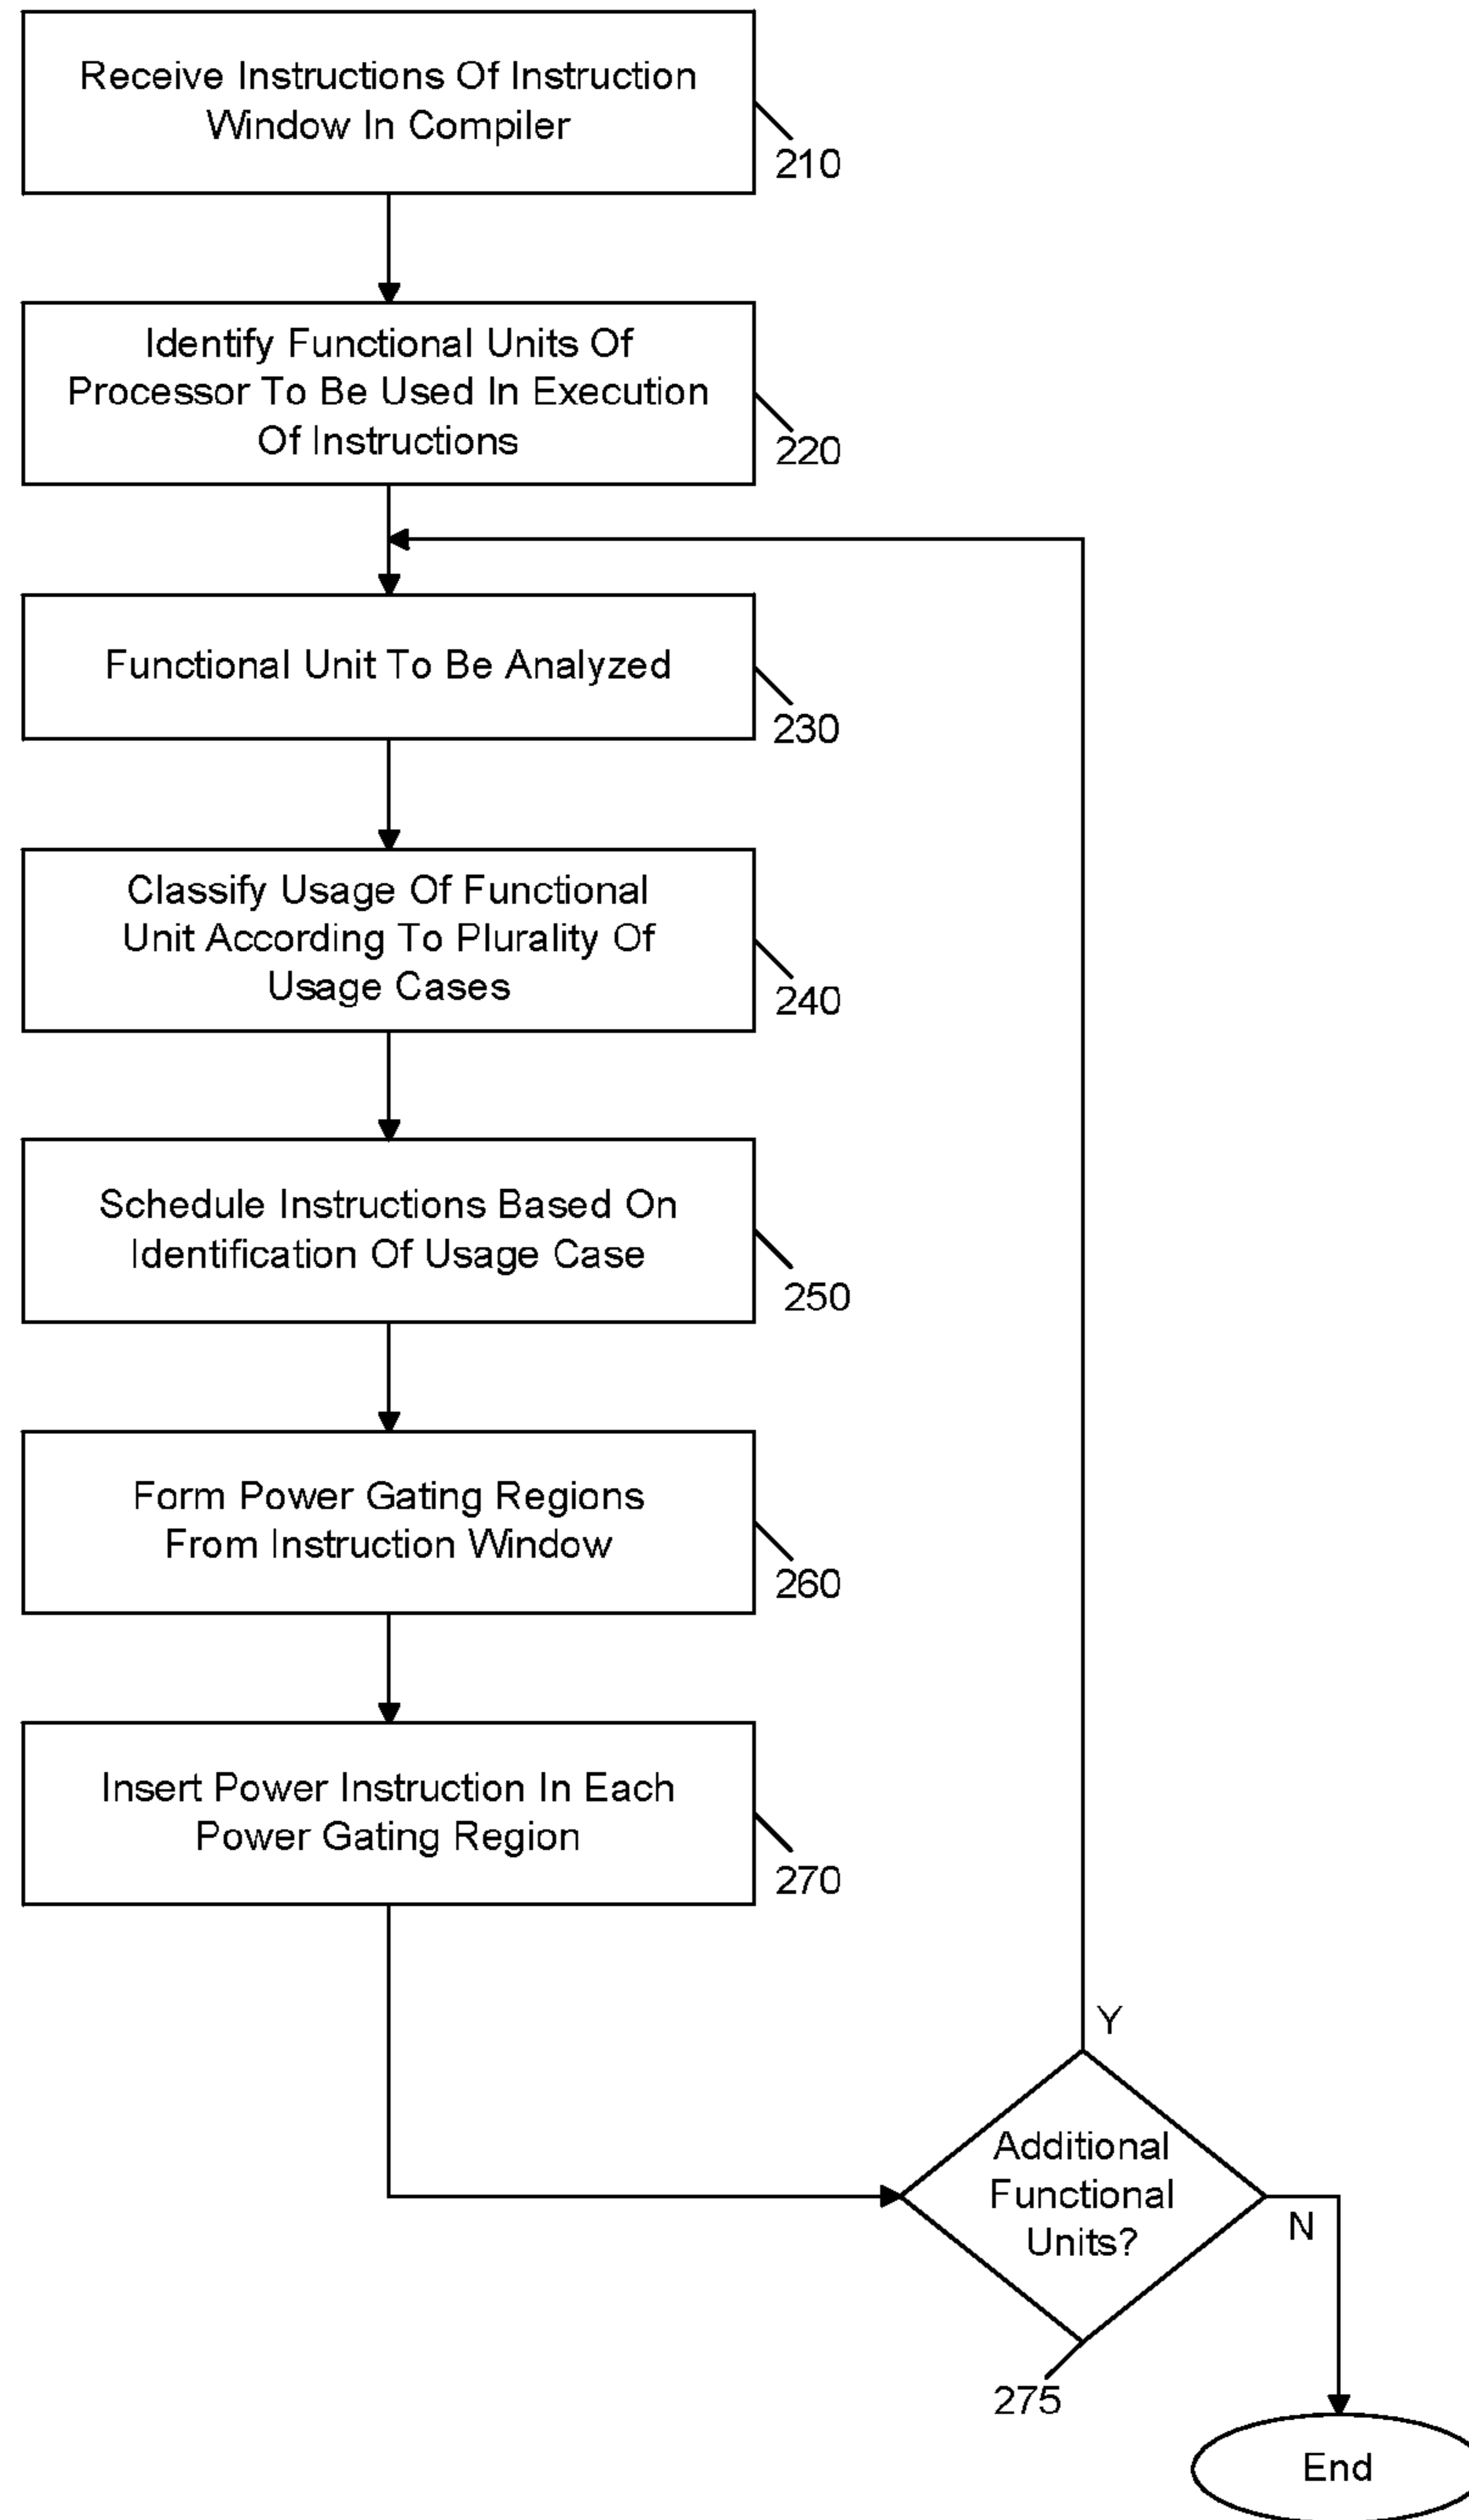 Receive Instructions Of Instruction
Window In Compiler
210
Identify Functional Units Of
Processor To Be Used In Execution
Of Instructions
220
Functional Unit To Be Analyzed
230
Classify Usage Of Functional
Unit According To Plurality Of
Usage Cases
240
Schedule Instructions Based On
Identification Of Usage Case
250
Form Power Gating Regions
From Instruction Window
260
Insert Power Instruction In Each
Power Gating Region
270
Y
Additional
Functional
Units?
N
275
End